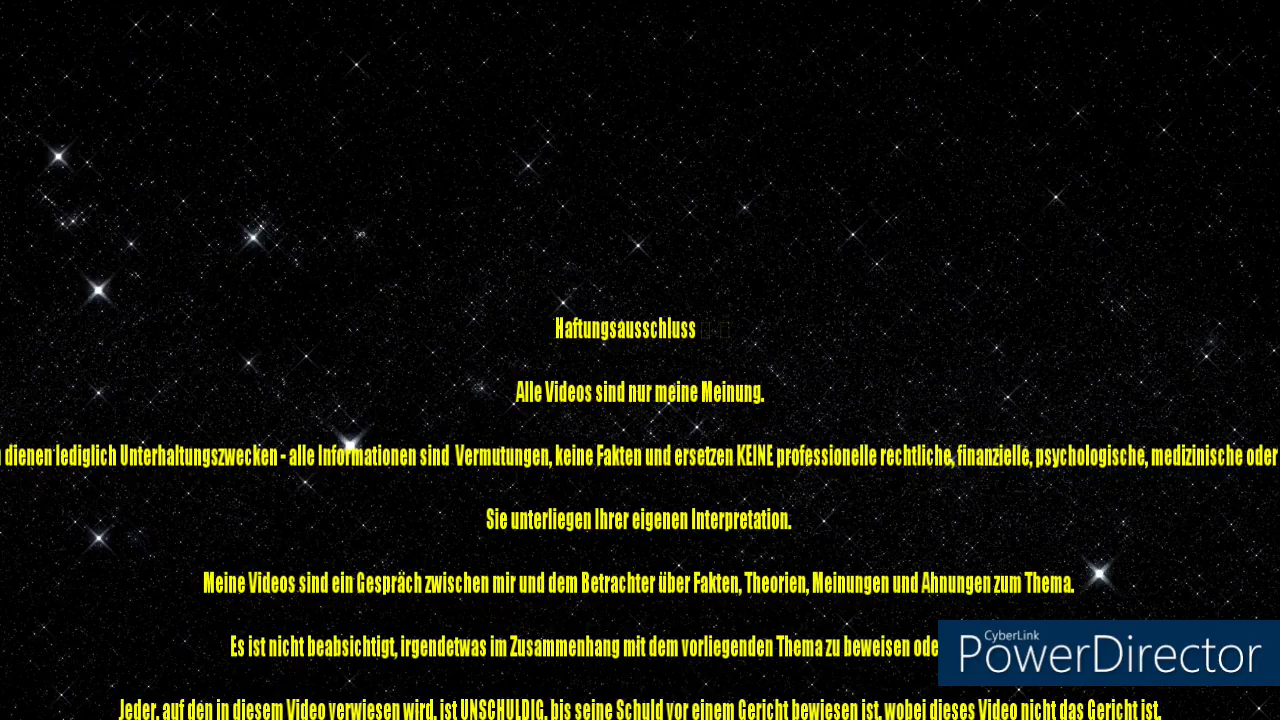 Haftungsausschluss
Alle Videos sind nur meine Meinung.
dienen lediglich Unterhaltungszwecken - alle Informationen sind Vermutungen, keine Fakten und ersetzen KEINE professionelle rechtliche, finanzielle, psychologische, medizinische oder
Sie unterliegen Ihrer eigenen Interpretation.
Meine Videos sind ein Gespräch zwischen mir und dem Betrachter über Fakten, Theorien, Meinungen und Ahnungen zum Thema.
Es ist nicht beabsichtigt, irgendetwas im Zusammenhang mit dem vorliegenden Thema zu beweisen ode
CyberLink
PowerDirector
Jeder, auf den in diesem Video verwiesen wird, ist UNSCHULDIG, bis seine Schuld vor einem Gericht bewiesen ist, wobei dieses Video nicht das Gericht ist.